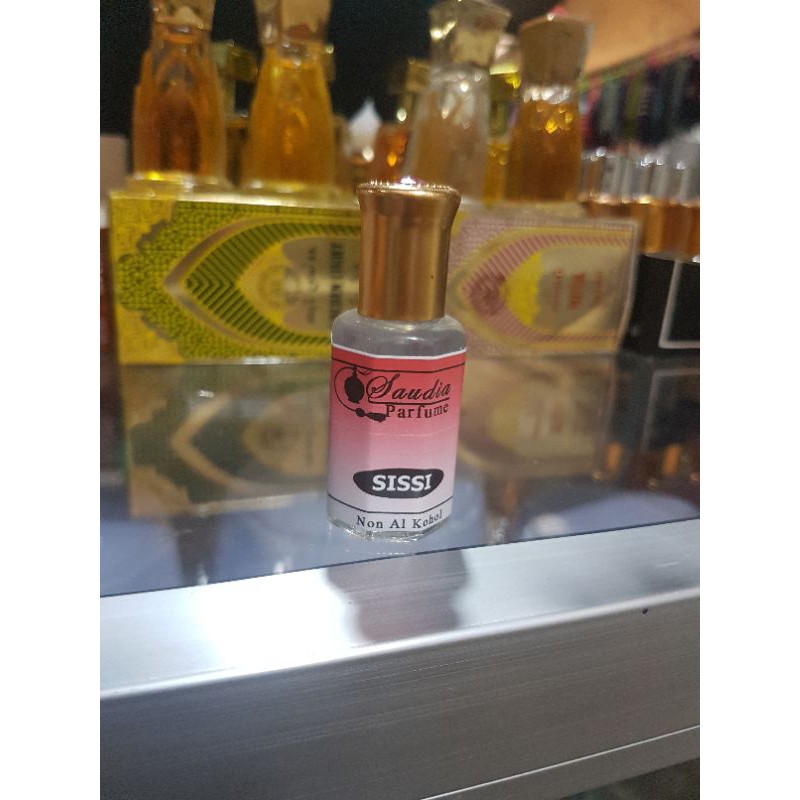 Saudia
Parfume
SISSI
Non Al Kohol